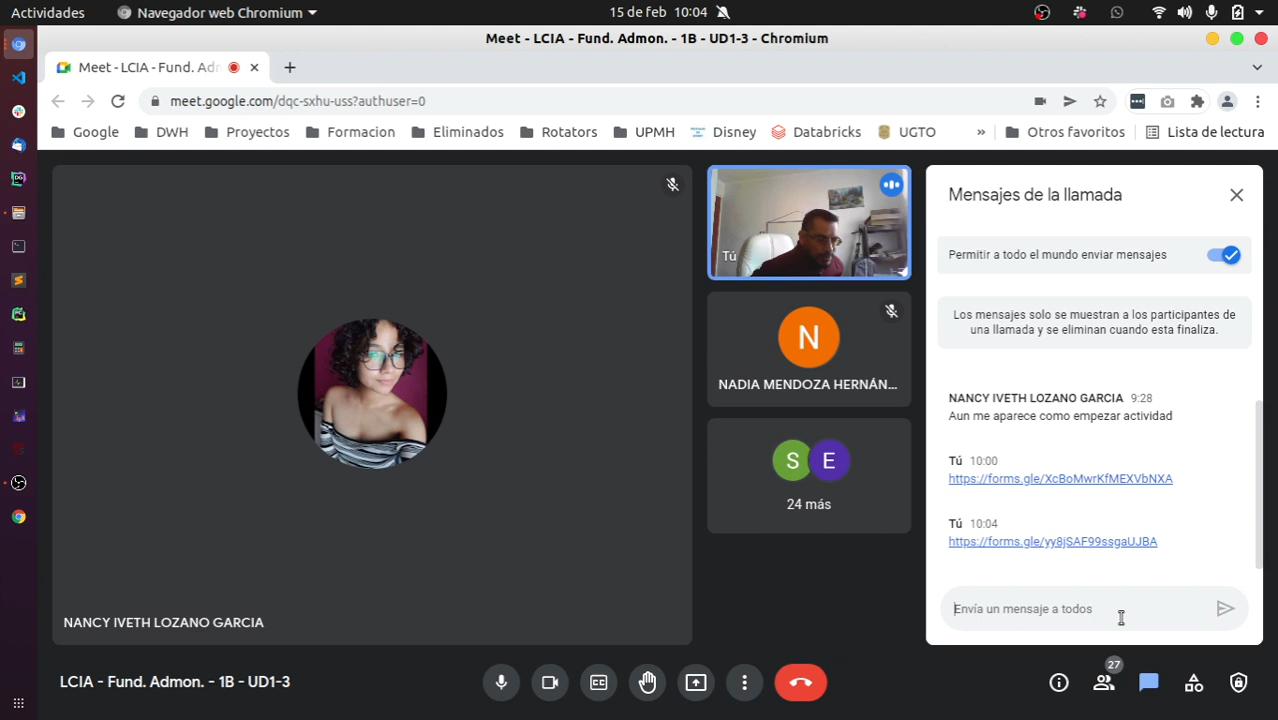 Actividades Navegador web Chromium 15 de feb 10:04
Meet - LCIA - Fund. Admon. - 1B - UD1-3 - Chromium
Meet - LCIA - Fund. Adm
meet.google.com/dqc-sxhu-uss?authuser=0
Google DWH Proyectos Formacion Eliminados Rotators UPMH Disney Databricks UGTO » Otros favoritos Lista de lectura
Mensajes de la llamada
Permitir a todo el mundo enviar mensajes
Los mensajes solo se muestran a los participantes de
una llamada y se eliminan cuando esta finaliza.
NANCY IVETH LOZANO GARCIA 9:28
Aun me aparece como empezar actividad
Tú 10:00
https://forms.gle/XcBoMwrKfMEXVbNXA
Tú 10:04
https://forms.gle/yy8jSAF99ssgaUJBA
Envía un mensaje a todos
Tú
N
NADIA MENDOZA HERNÁN...
S E
24 más
NANCY IVETH LOZANO GARCIA
LCIA - Fund. Admon. - 1B - UD1-3
27